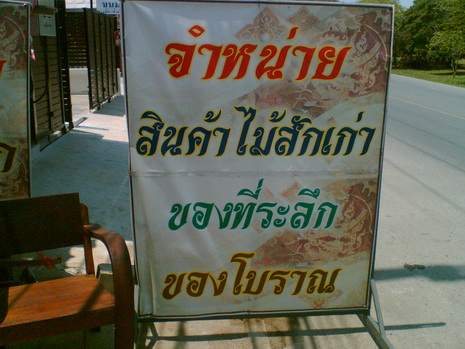 จำหน่าย
สินค้าไม้สักเก่า
ของที่ระลึก
ของโบราณ